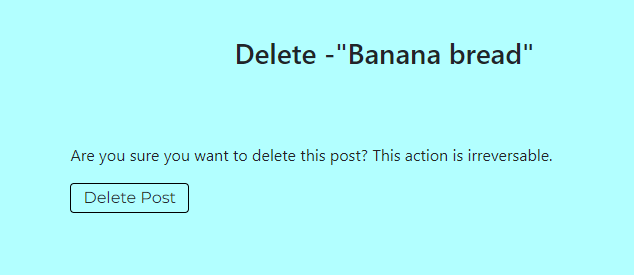 Delete -"Banana bread"
Are you sure you want to delete this post? This action is irreversable.
Delete Post